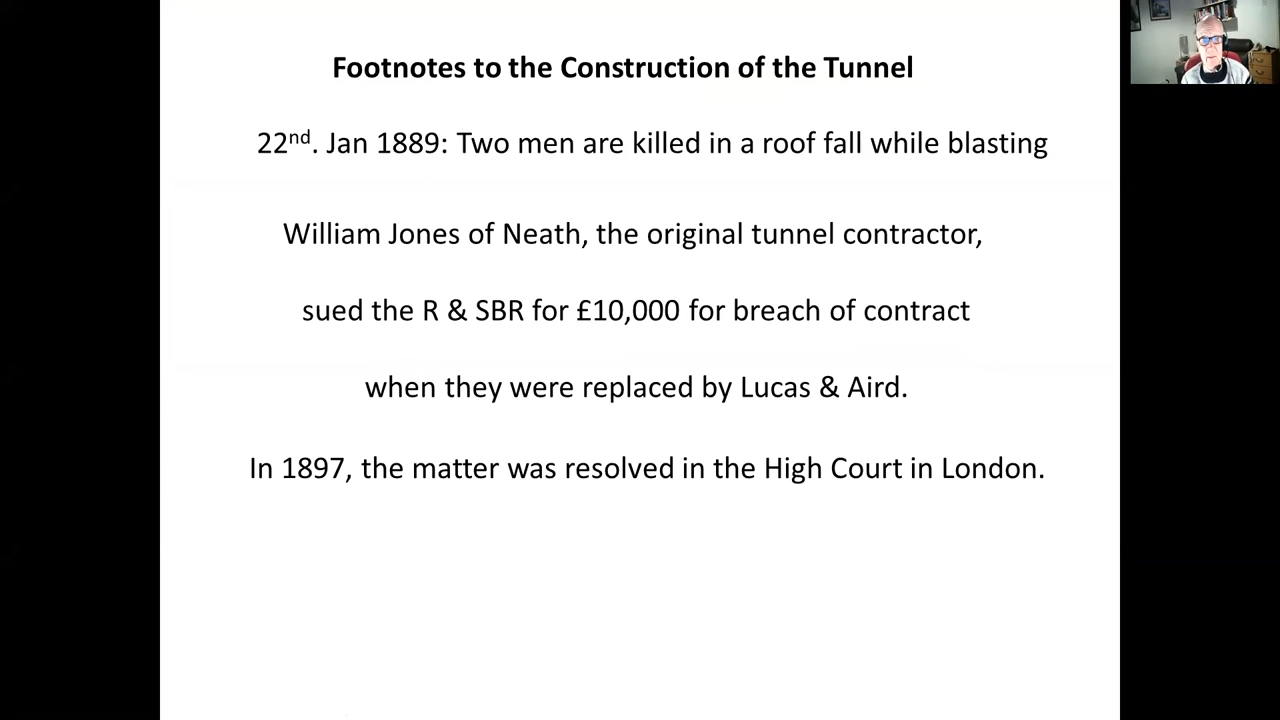 Footnotes to the Construction of the Tunnel
22nd. Jan 1889: Two men are killed in a roof fall while blasting
William Jones of Neath, the original tunnel contractor,
sued the R & SBR for £10,000 for breach of contract
when they were replaced by Lucas & Aird.
In 1897, the matter was resolved in the High Court in London.